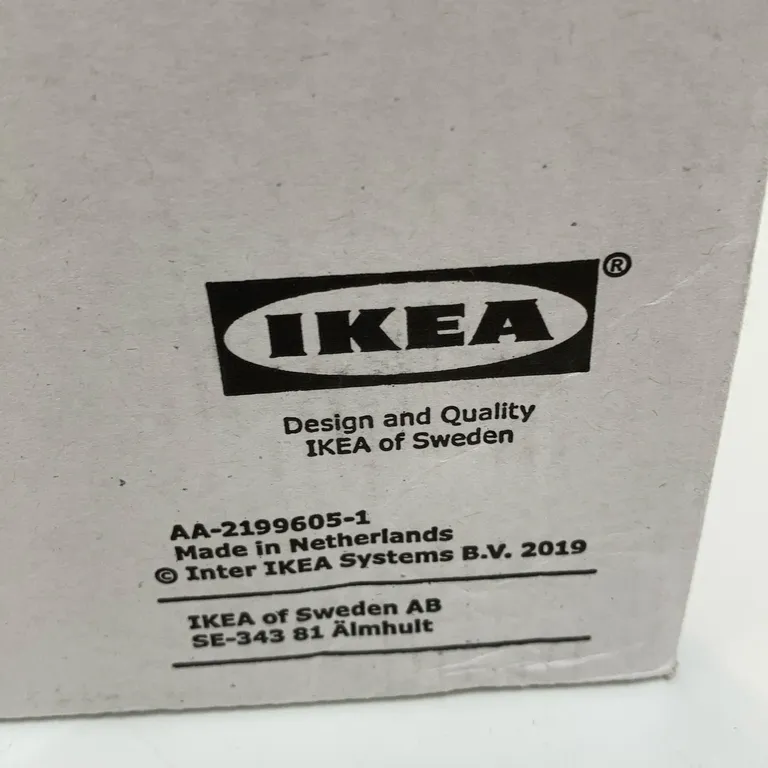 IKEA®
Design and Quality
IKEA of Sweden
AA-2199605-1
Made in Netherlands
© Inter IKEA Systems B.V. 2019
IKEA of Sweden AB
SE-343 81 Älmhult